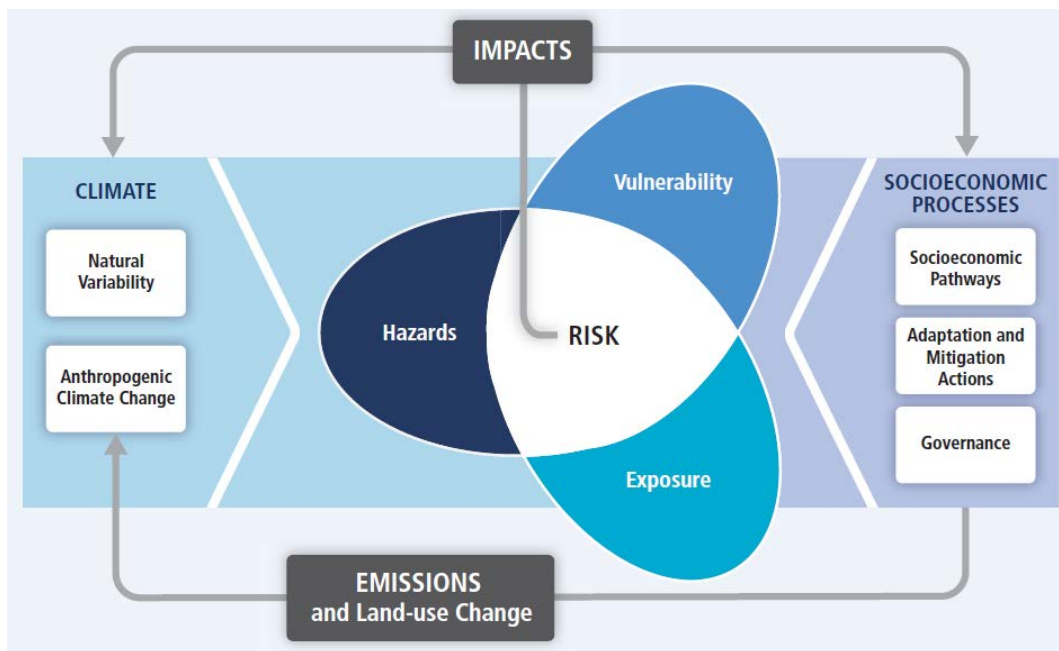 IMPACTS
CLIMATE
Natural
Variability
Anthropogenic
Climate Change
Vulnerability
Hazards
RISK
Exposure
SOCIOECONOMIC
PROCESSES
Socioeconomic
Pathways
Adaptation and
Mitigation
Actions
Governance
EMISSIONS
and Land-use Change